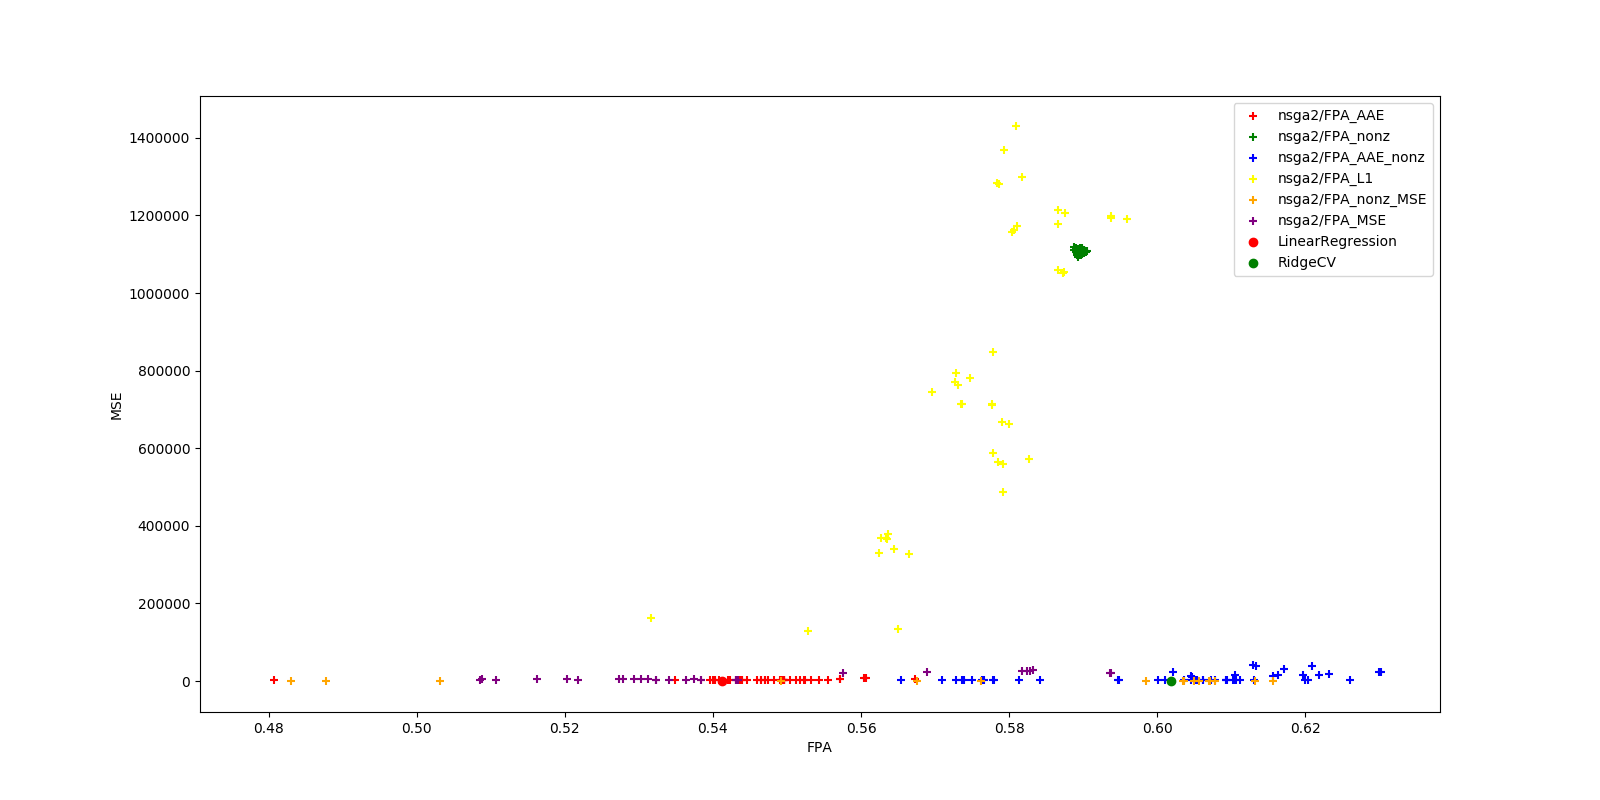 nsga2/FPA_AAE
nsga2/FPA_nonz
nsga2/FPA_AAE_nonz
nsga2/FPA_L1
nsga2/FPA_nonz_MSE
nsga2/FPA_MSE
LinearRegression
RidgeCV
1400000
1200000
1000000
800000
600000
400000
200000
0
MSE
0.48 0.50 0.52 0.54 0.56 0.58 0.60 0.62
FPA